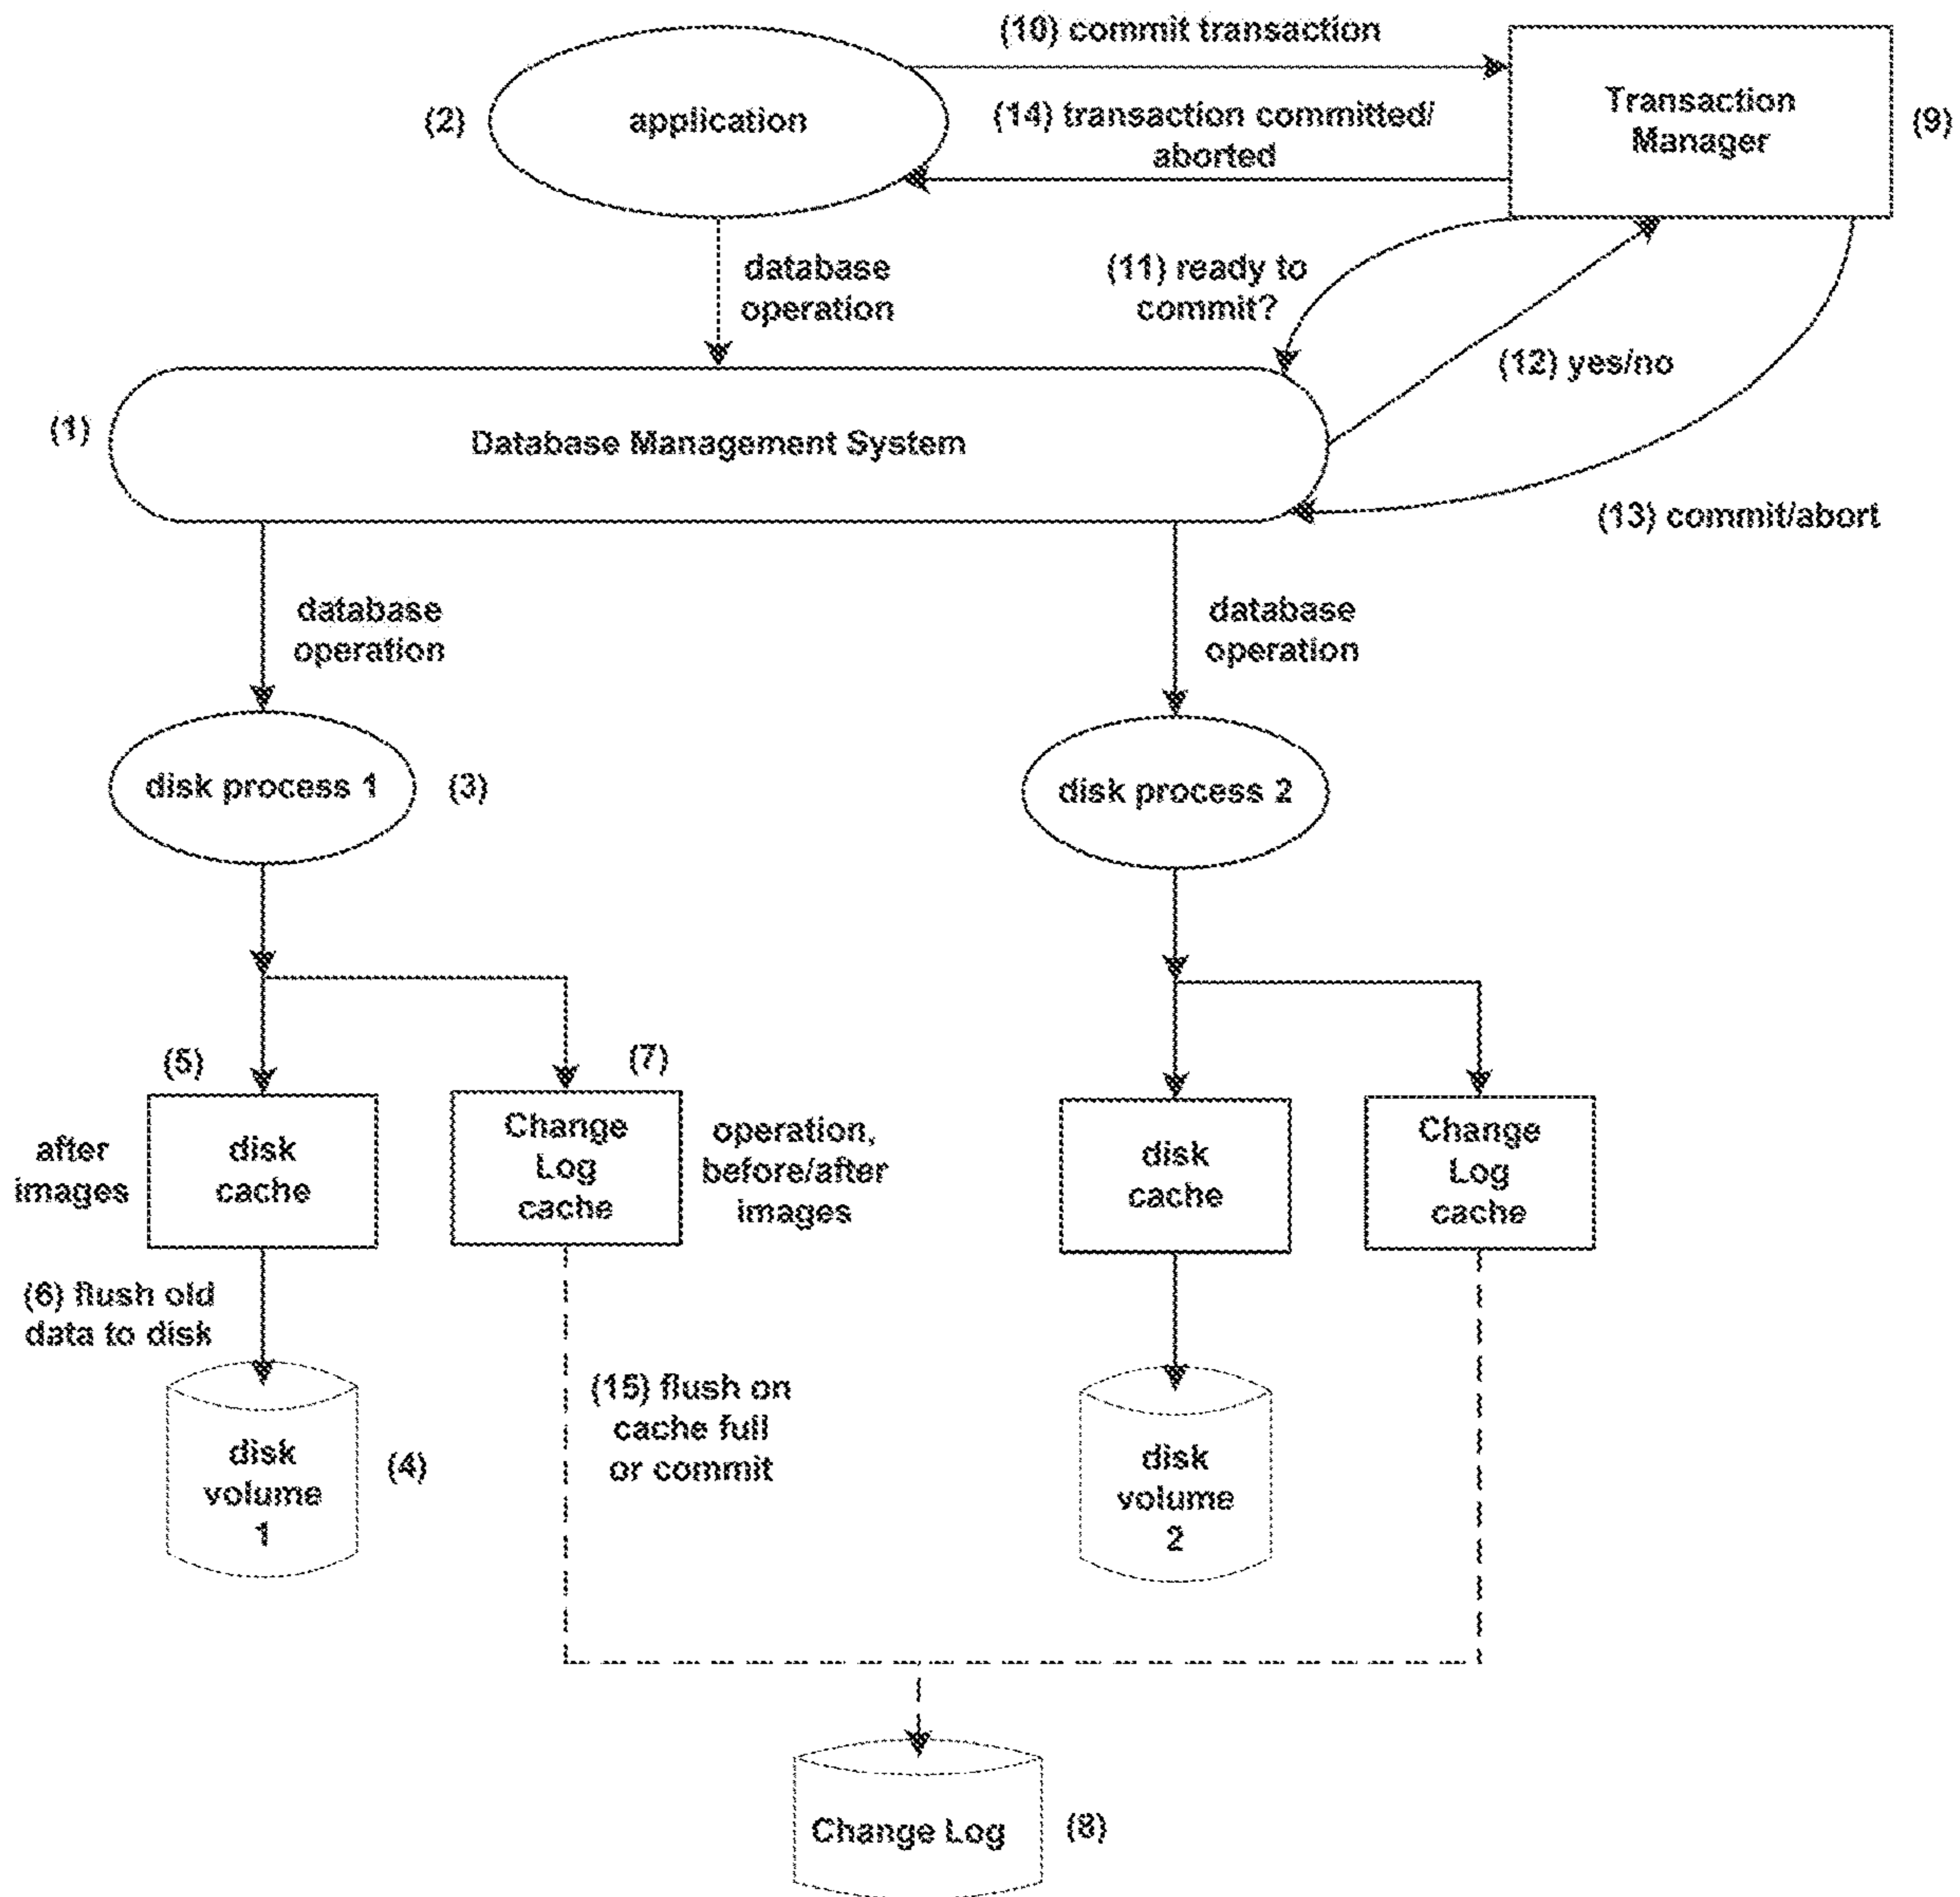 (10) commit transaction
(2)
application
(14) transaction committed/
aborted
Transaction
Manager
(9)
database
operation
(11) ready to
commit?
(12) yes/no
(1)
Database Management System
(13) commit/abort
database
operation
database
operation
disk process 1
(3)
disk process 2
(5)
(7)
after
images
disk
cache
Change
Log
cache
operation,
before/after
images
disk
cache
Change
Log
cache
(6) flush old
data to disk
(15) flush on
cache full
or commit
disk
volume
1
(4)
disk
volume
2
Change Log
(8)